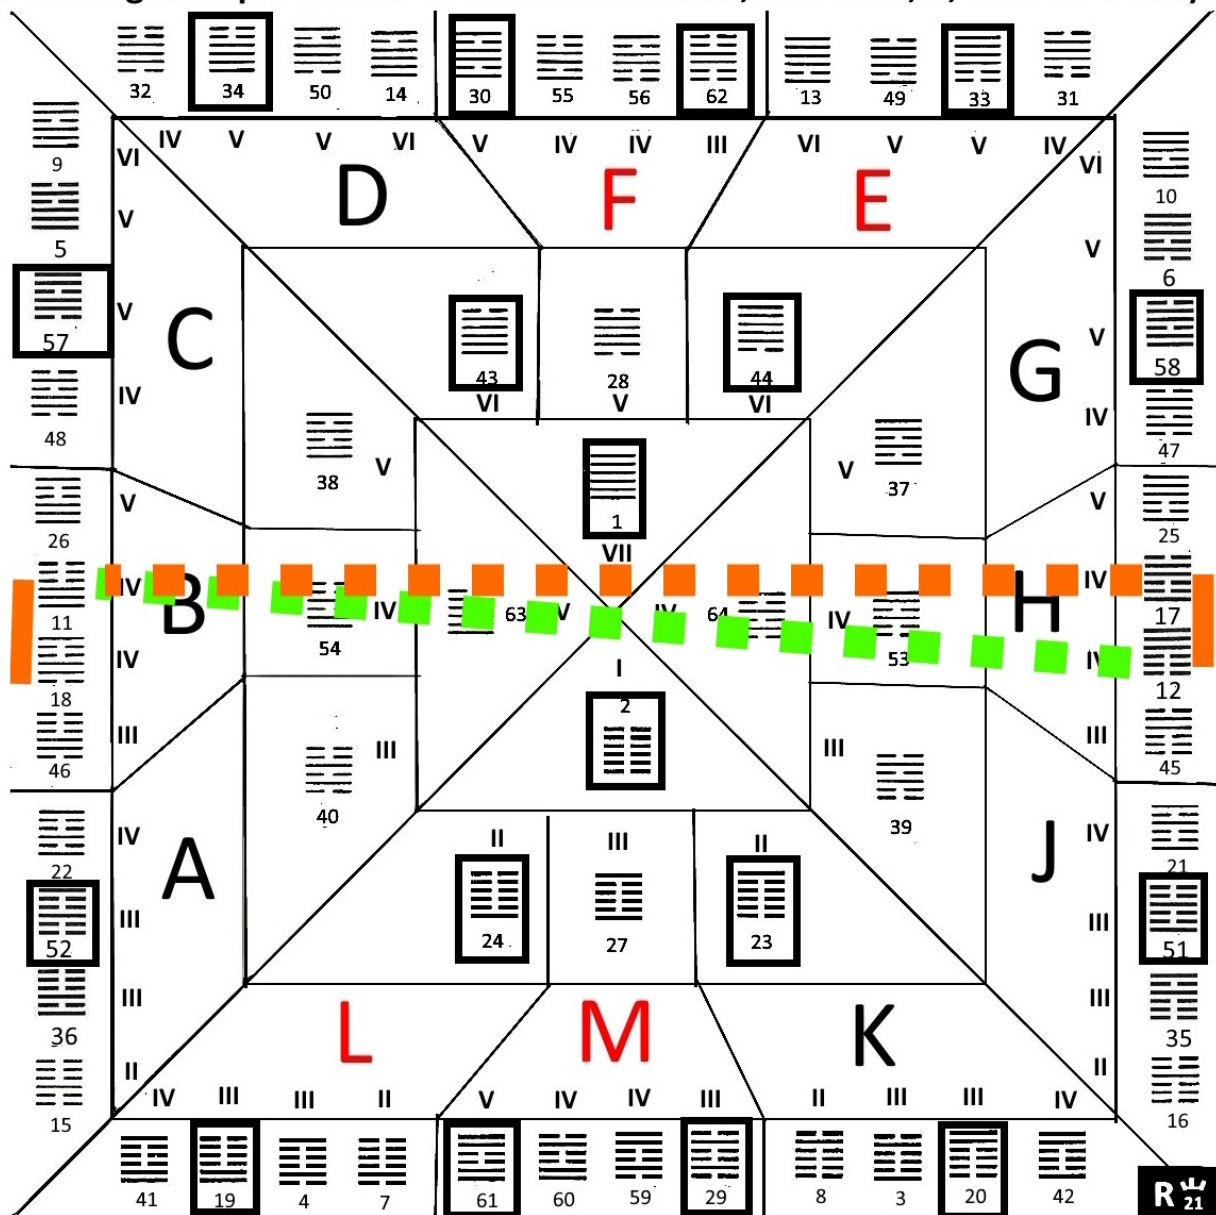 32 34 50 14 30 55 56 62 13 49 33 31
IV V V VI V IV IV III VI V V IV
9 VI VI 10
D F E
5 V V 6
57 V V 58
C G
43 28 44
VI V VI
48 IV IV 47
38 V V 37
1
VII
26 V V 25
11 IV IV 17
B H
54 IV 63 V IV 64 IV 53
18 IV IV 12
I
2
46 III III 45
40 III III 39
22 IV IV 21
A J
II III II
52 III III 51
24 27 23
36 III III 35
L M K
15 II II 16
IV III III II V IV IV III II III III IV
41 19 4 7 61 60 59 29 8 3 20 42
R 21